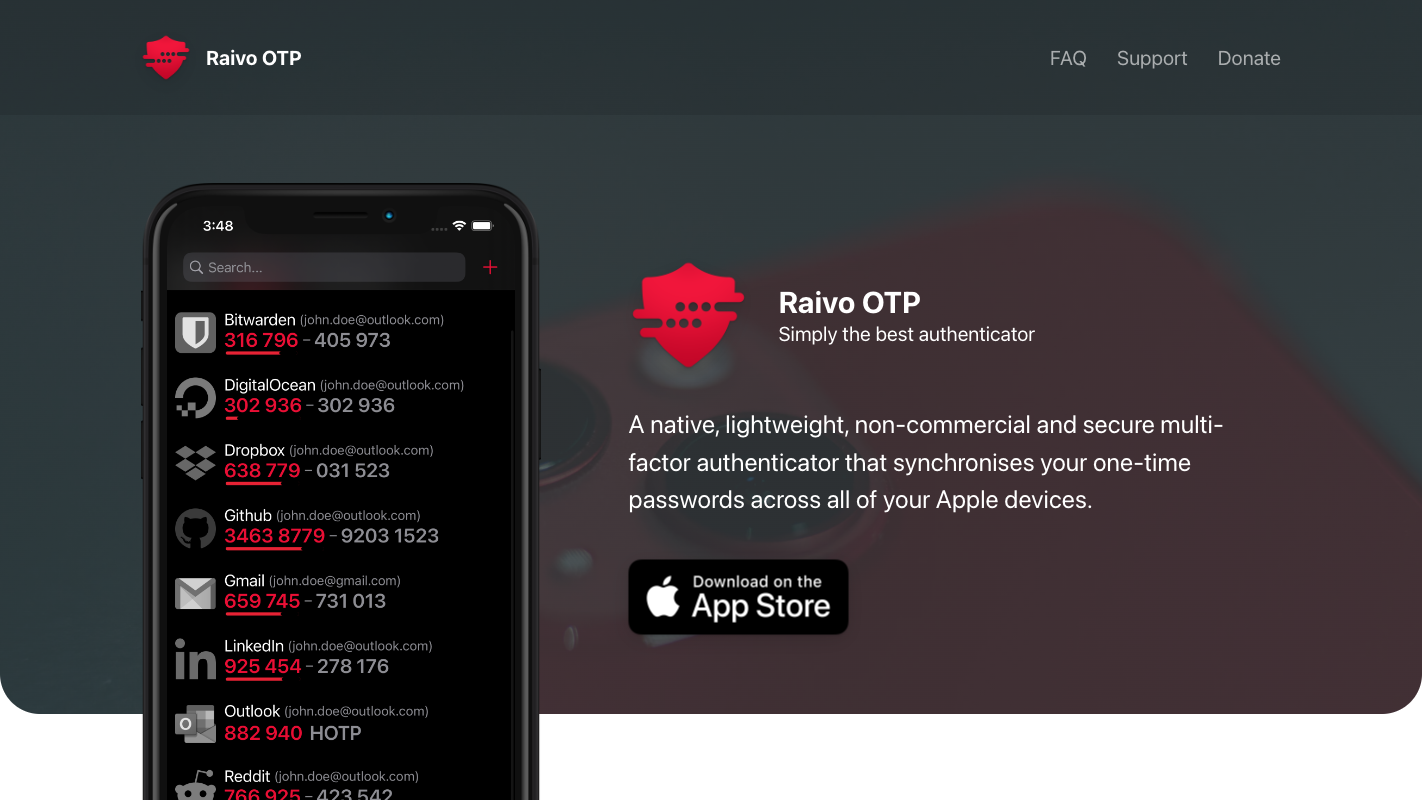 Raivo OTP
FAQ
Support
Donate
3:48
Search...
Bitwarden (john.doe@outlook.com)
316 796 - 405 973
DigitalOcean (john.doe@outlook.com)
302 936 - 302 936
Dropbox (john.doe@outlook.com)
638 779 - 031 523
Github (john.doe@outlook.com)
3463 8779 - 9203 1523
Gmail (john.doe@gmail.com)
659 745 - 731 013
LinkedIn (john.doe@outlook.com)
925 454 - 278 176
Outlook (john.doe@outlook.com)
882 940 HOTP
Reddit (john.doe@outlook.com)
766 925 - 423 542
Raivo OTP
Simply the best authenticator
A native, lightweight, non-commercial and secure multi-
factor authenticator that synchronises your one-time
passwords across all of your Apple devices.
Download on the
App Store